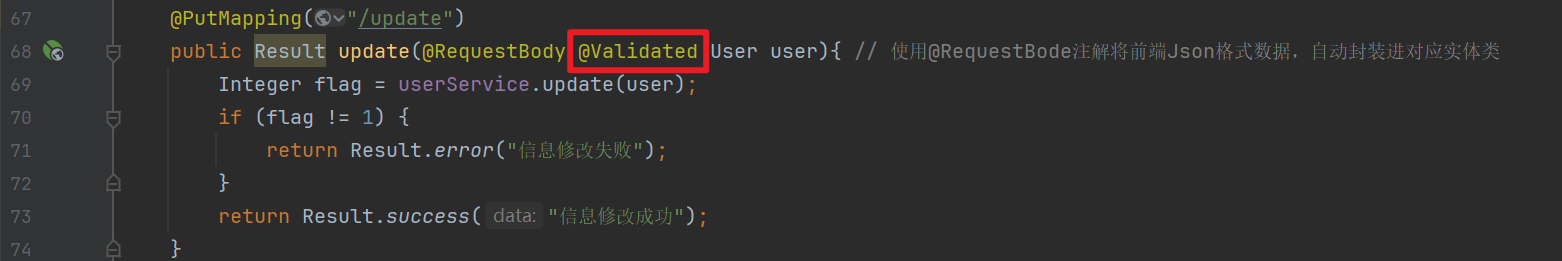 67 @PutMapping("/update")
68 public Result update(@RequestBody @Validated User user){ // 使用@RequestBode注解将前端Json格式数据，自动封装进对应实体类
69 Integer flag = userService.update(user);
70 if (flag != 1) {
71 return Result.error("信息修改失败");
72 }
73 return Result.success( data: "信息修改成功");
74 }